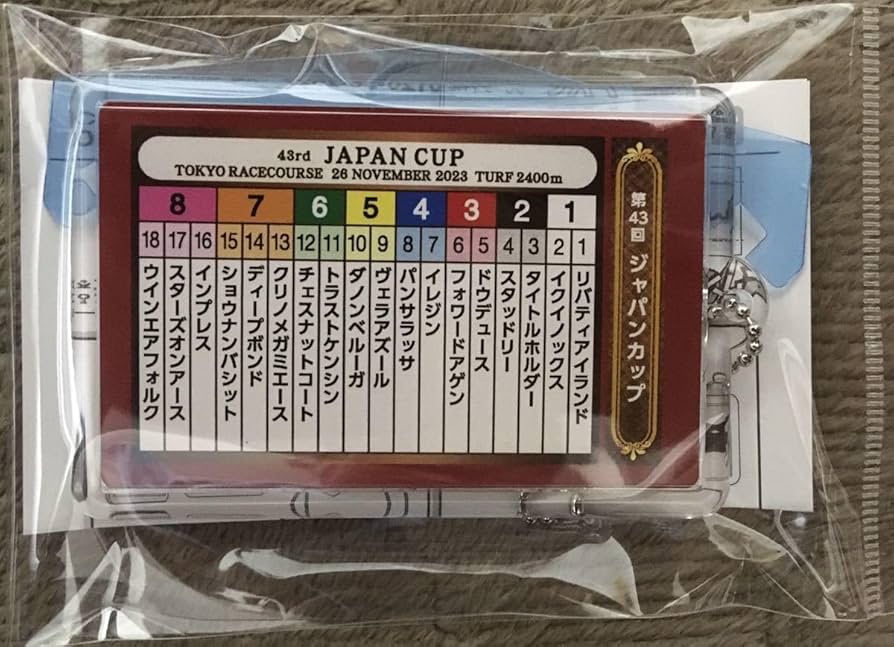 43rd JAPAN CUP
TOKYO RACECOURSE 26 NOVEMBER 2023 TURF 2400m
第43回 ジャパンカップ
8 7 6 5 4 3 2 1
18 17 16 15 14 13 12 11 10 9 8 7 6 5 4 3 2 1
リバティアイランド
イクイノックス
タイトルホルダー
スタッドリー
ドウデュース
フォワードアゲン
イレジン
パンサラッサ
ヴェラアズール
ダノンベルーガ
トラストケンシン
チェスナットコート
クリノメガミエース
ディープボンド
ショウナンバシット
インプレス
スターズオンアース
ウインエアフォルク